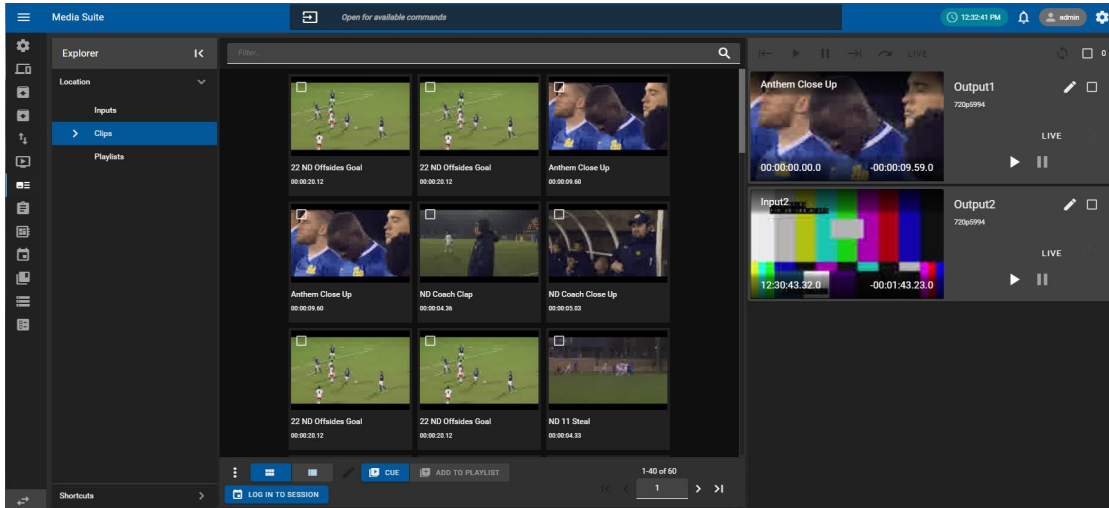 Media Suite
Open for available commands
12:32:41 PM
admin
Explorer
Location
Inputs
Clips
Playlists
Shortcuts
Filter...
22 ND Offsides Goal
00:00:20.12
22 ND Offsides Goal
00:00:20.12
Anthem Close Up
00:00:09.60
Anthem Close Up
00:00:09.60
ND Coach Clap
00:00:04.36
ND Coach Close Up
00:00:05.03
22 ND Offsides Goal
00:00:20.12
22 ND Offsides Goal
00:00:20.12
ND 11 Steal
00:00:04.33
CUE
ADD TO PLAYLIST
1-40 of 60
LOG IN TO SESSION
1
LIVE
0
Anthem Close Up
00:00:00.00.0
-00:00:09.59.0
Output1
720p5994
LIVE
Input2
12:30:43.32.0
-00:01:43.23.0
Output2
720p5994
LIVE